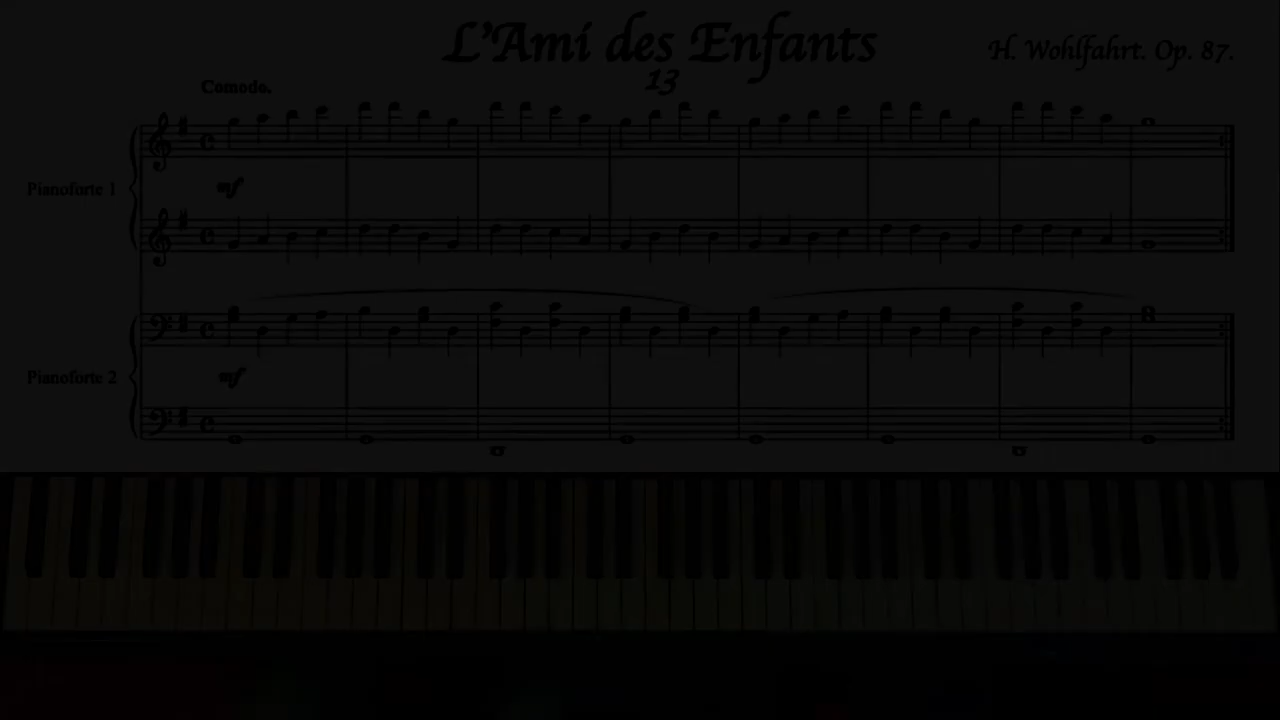 L'Ami des Enfants
H. Wohlfahrt. Op. 87.
13
Comodo.
Pianoforte 1
mf
Pianoforte 2
mf